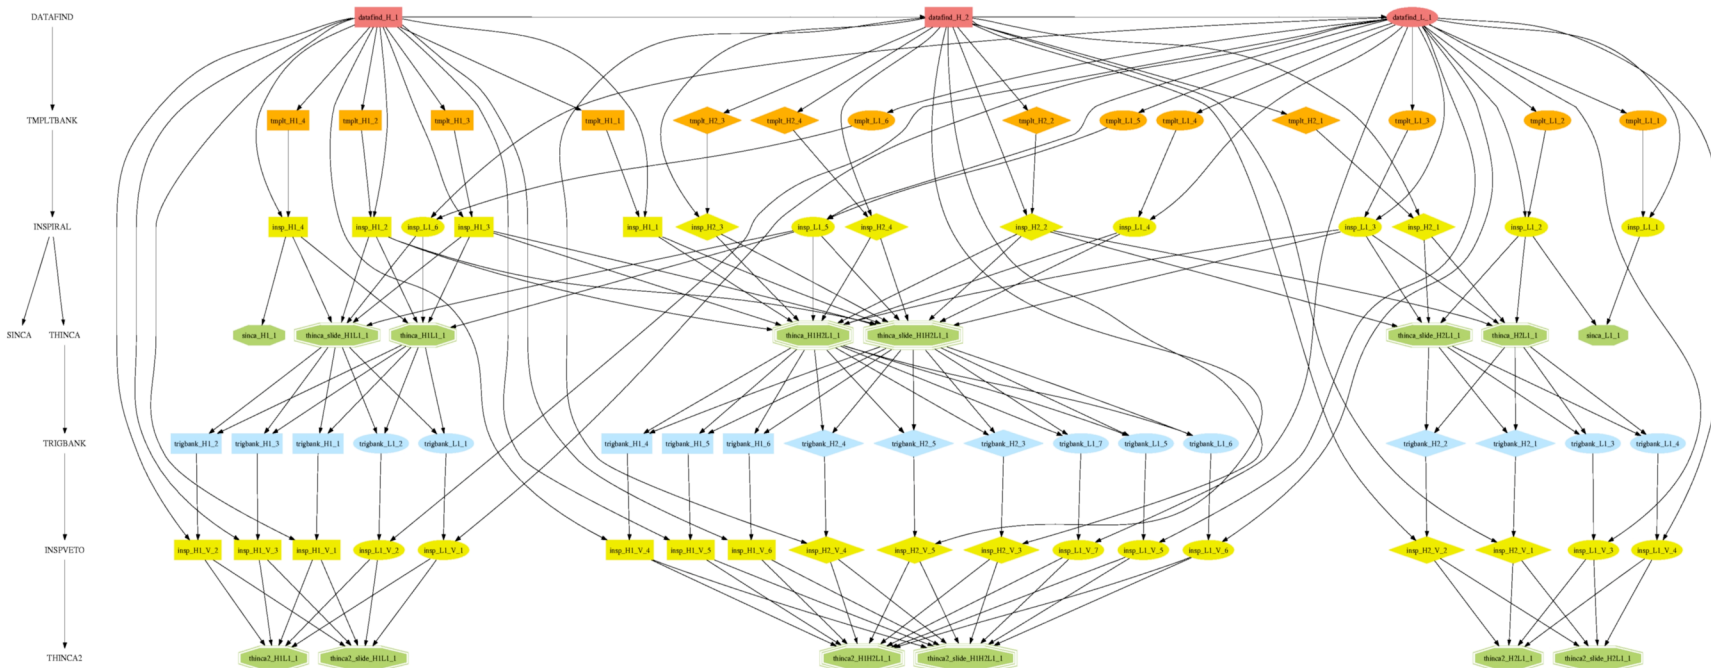 DATAFIND
datafind_H_1
datafind_H_2
datafind_L_1
TMPLTBANK
tmplt_H1_4
tmplt_H1_2
tmplt_H1_3
tmplt_H1_1
tmplt_H2_3
tmplt_H2_4
tmplt_L1_6
tmplt_H2_2
tmplt_L1_5
tmplt_L1_4
tmplt_H2_1
tmplt_L1_3
tmplt_L1_2
tmplt_L1_1
INSPIRAL
insp_H1_4
insp_H1_2
insp_L1_6
insp_H1_3
insp_H1_1
insp_H2_3
insp_L1_5
insp_H2_4
insp_H2_2
insp_L1_4
insp_L1_3
insp_H2_1
insp_L1_2
insp_L1_1
SINCA
THINCA
sinca_H1_1
thinca_slide_H1L1_1
thinca_H1L1_1
thinca_H1H2L1_1
thinca_slide_H1H2L1_1
thinca_slide_H2L1_1
thinca_H2L1_1
sinca_L1_1
TRIGBANK
trigbank_H1_2
trigbank_H1_3
trigbank_H1_1
trigbank_L1_2
trigbank_L1_1
trigbank_H1_4
trigbank_H1_5
trigbank_H1_6
trigbank_H2_4
trigbank_H2_5
trigbank_H2_3
trigbank_L1_7
trigbank_L1_5
trigbank_L1_6
trigbank_H2_2
trigbank_H2_1
trigbank_L1_3
trigbank_L1_4
INSPVETO
insp_H1_V_2
insp_H1_V_3
insp_H1_V_1
insp_L1_V_2
insp_L1_V_1
insp_H1_V_4
insp_H1_V_5
insp_H1_V_6
insp_H2_V_4
insp_H2_V_5
insp_H2_V_3
insp_L1_V_7
insp_L1_V_5
insp_L1_V_6
insp_H2_V_2
insp_H2_V_1
insp_L1_V_3
insp_L1_V_4
THINCA2
thinca2_H1L1_1
thinca2_slide_H1L1_1
thinca2_H1H2L1_1
thinca2_slide_H1H2L1_1
thinca2_H2L1_1
thinca2_slide_H2L1_1